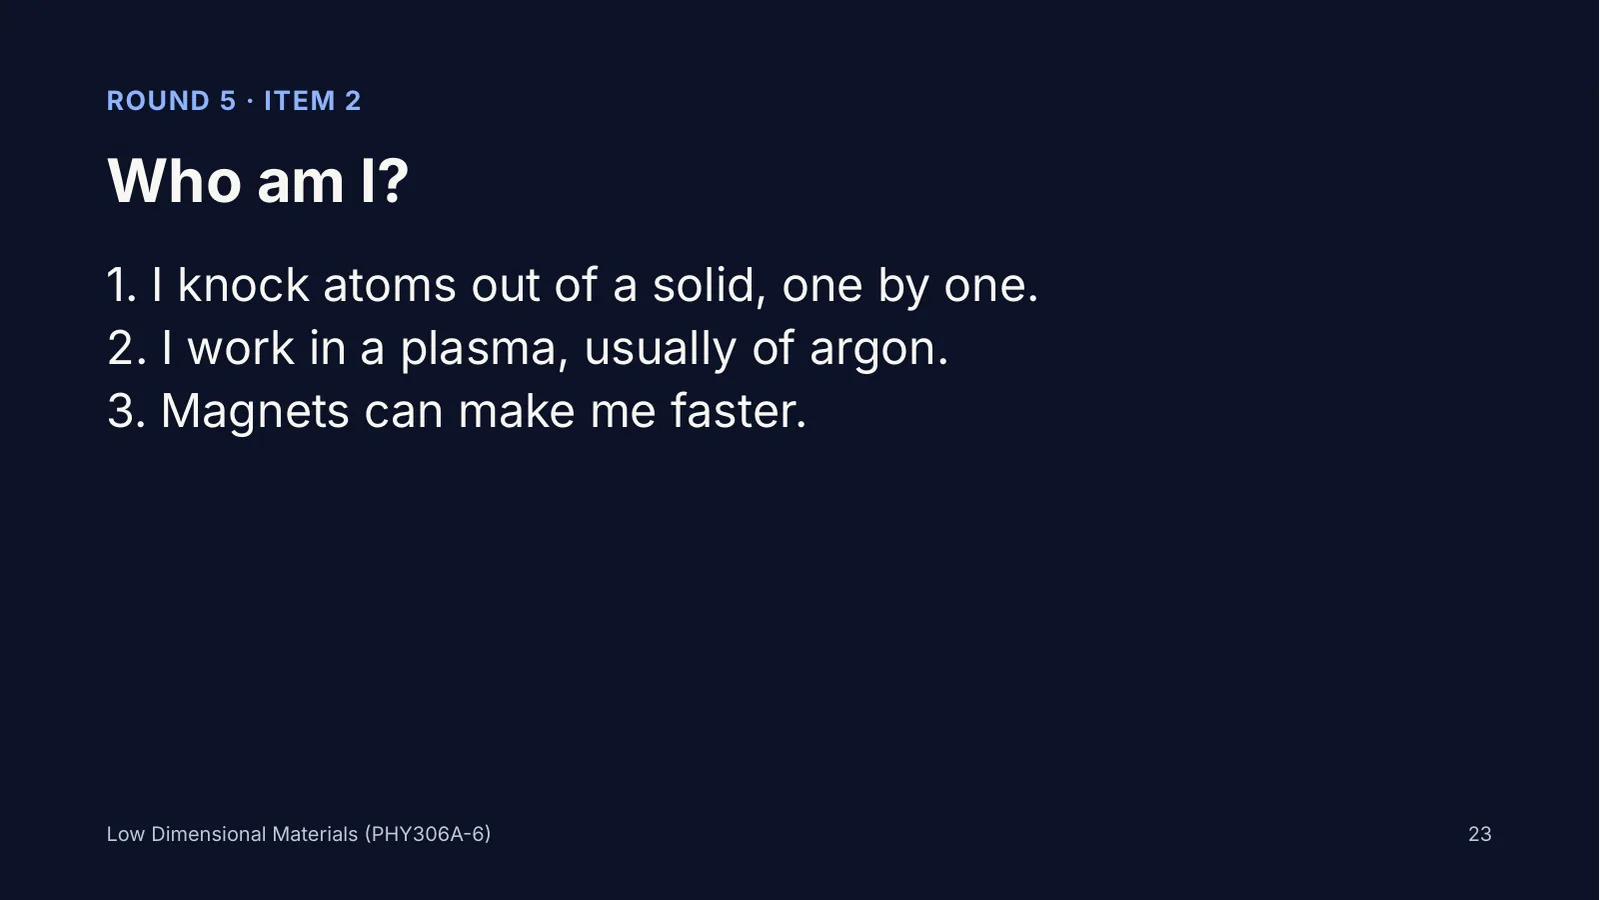 ROUND 5 · ITEM 2
Who am I?
1. I knock atoms out of a solid, one by one.
2. I work in a plasma, usually of argon.
3. Magnets can make me faster.
Low Dimensional Materials (PHY306A-6)
23